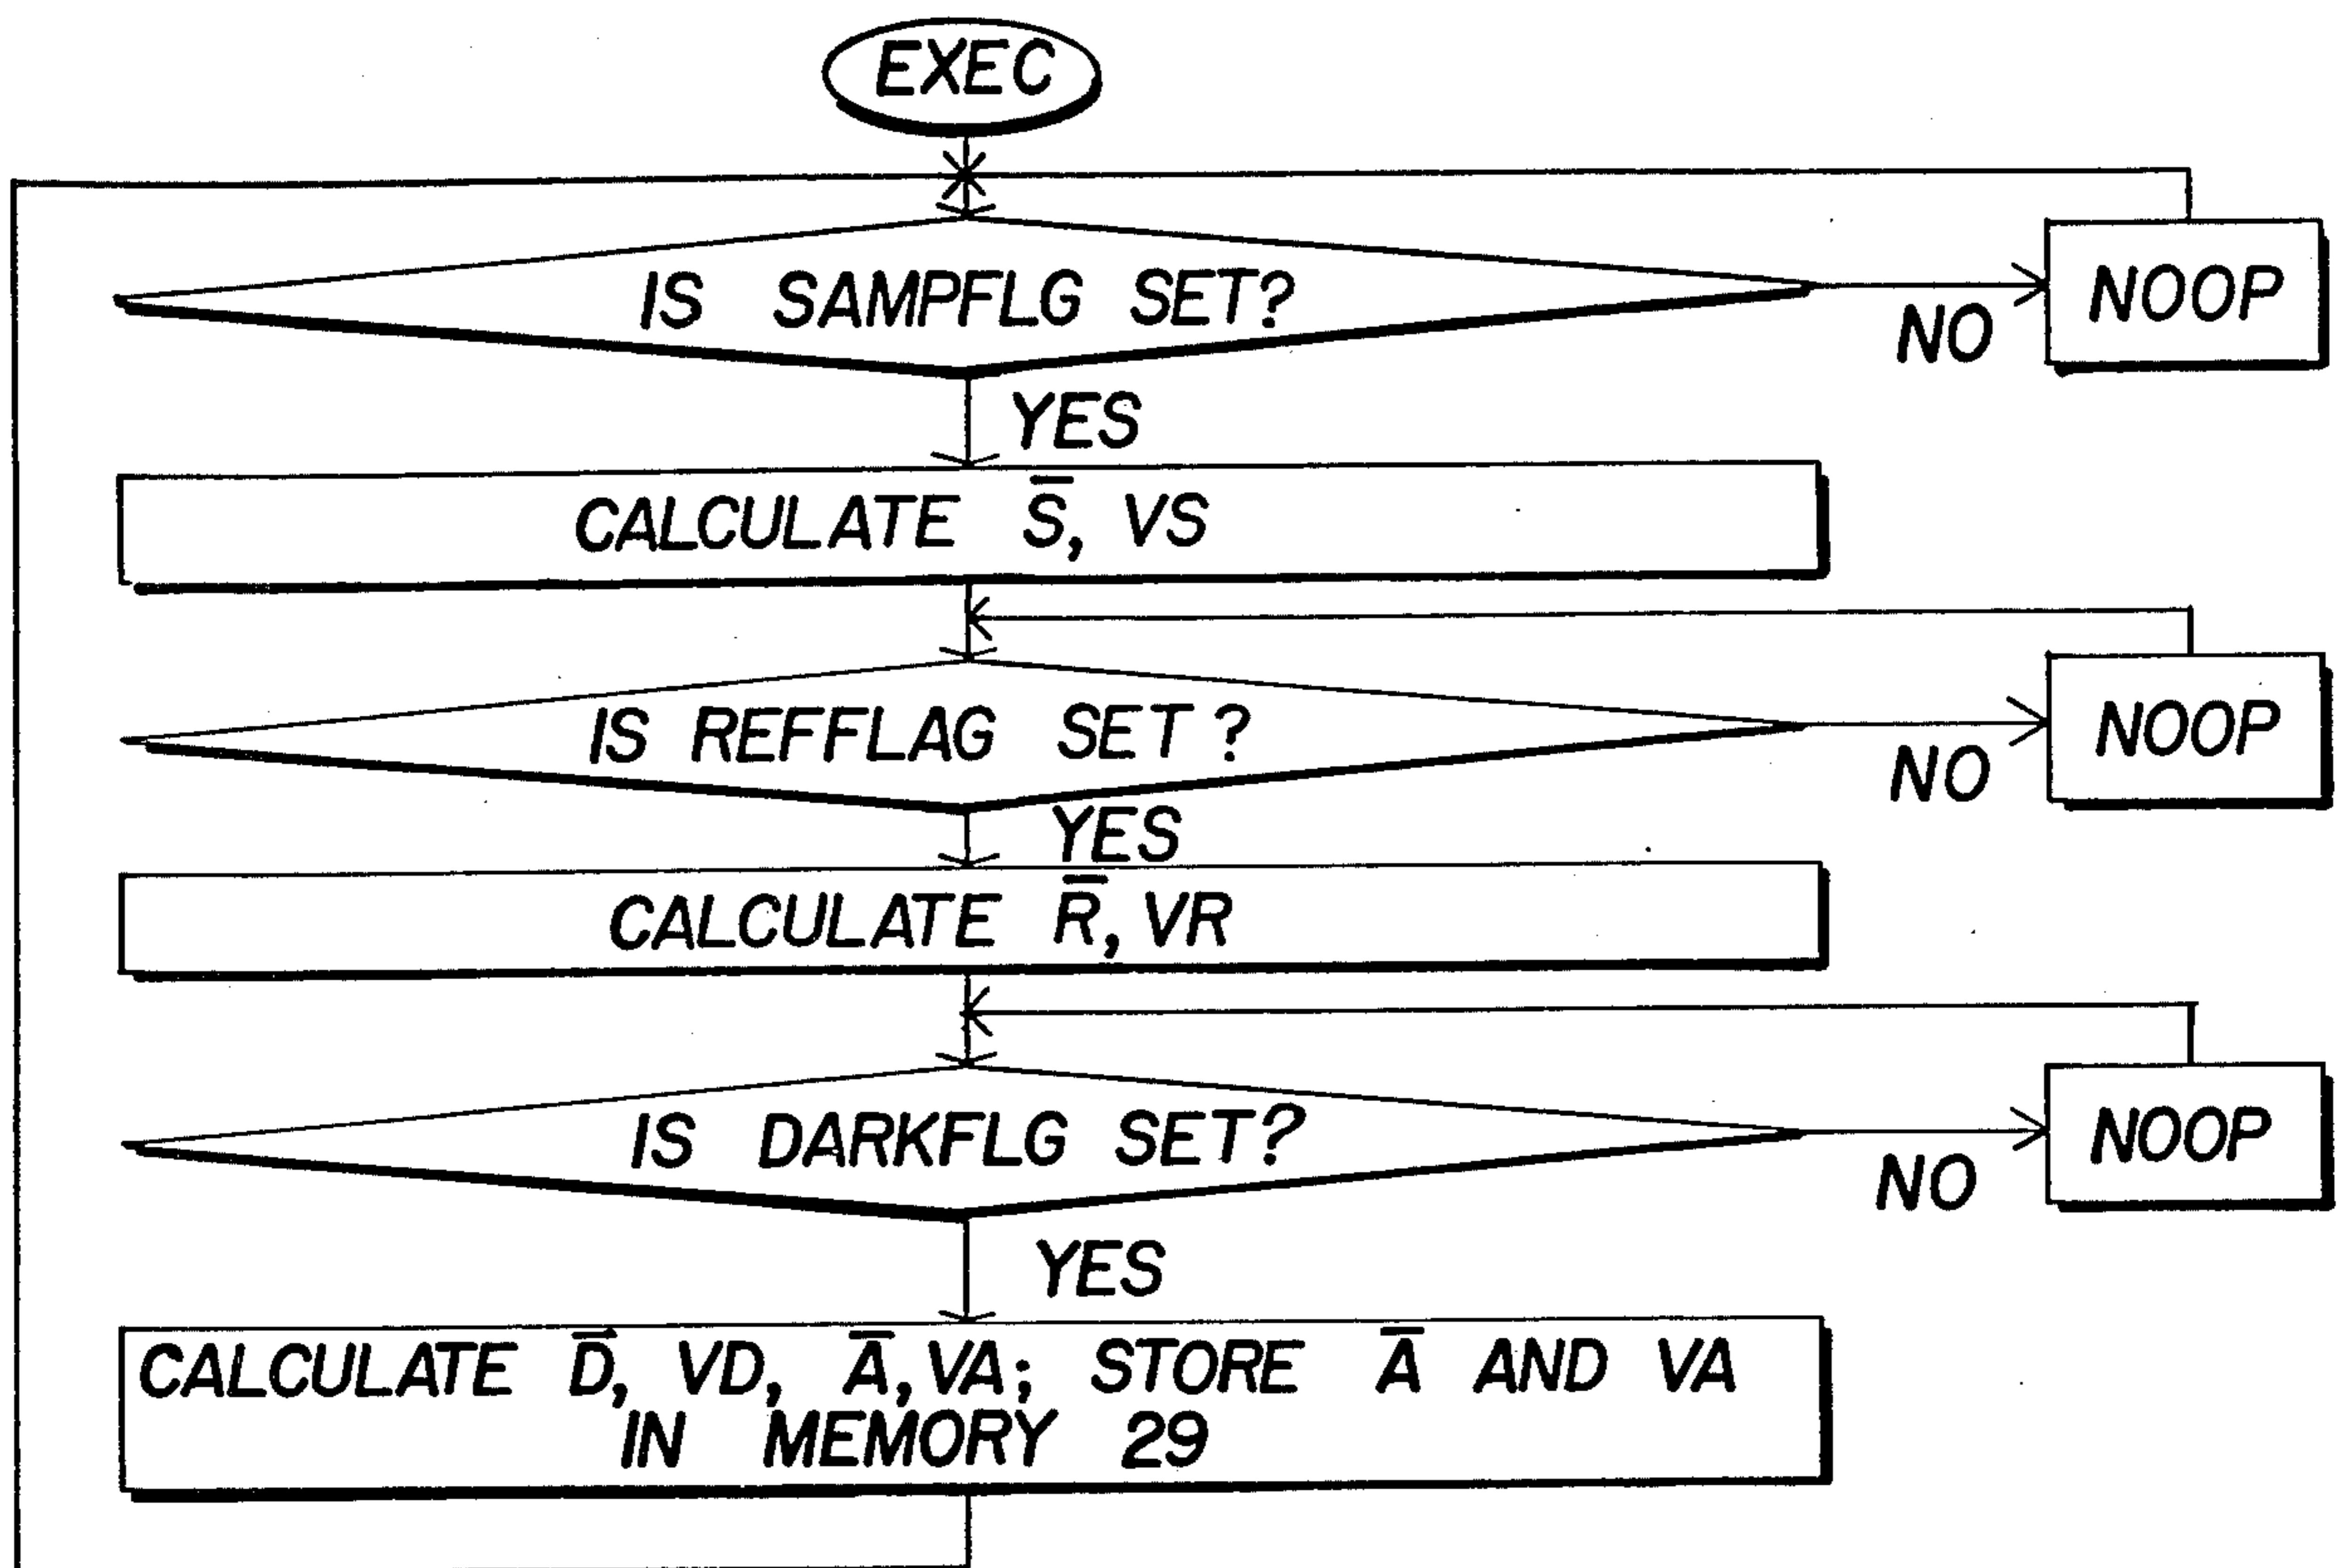 EXEC
IS SAMPFLG SET?
NO
NOOP
YES
CALCULATE S̅, VS
IS REFFLAG SET?
NO
NOOP
YES
CALCULATE R̅, VR
IS DARKFLG SET?
NO
NOOP
YES
CALCULATE D̅, VD, A̅, VA; STORE A̅ AND VA
IN MEMORY 29